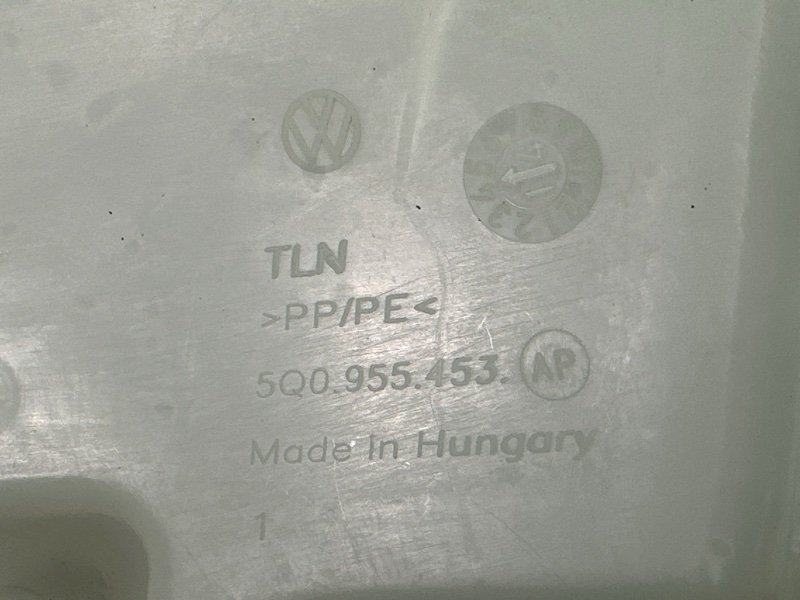 TLN
>PP/PE<
5Q0.955.453. AP
Made in Hungary
1